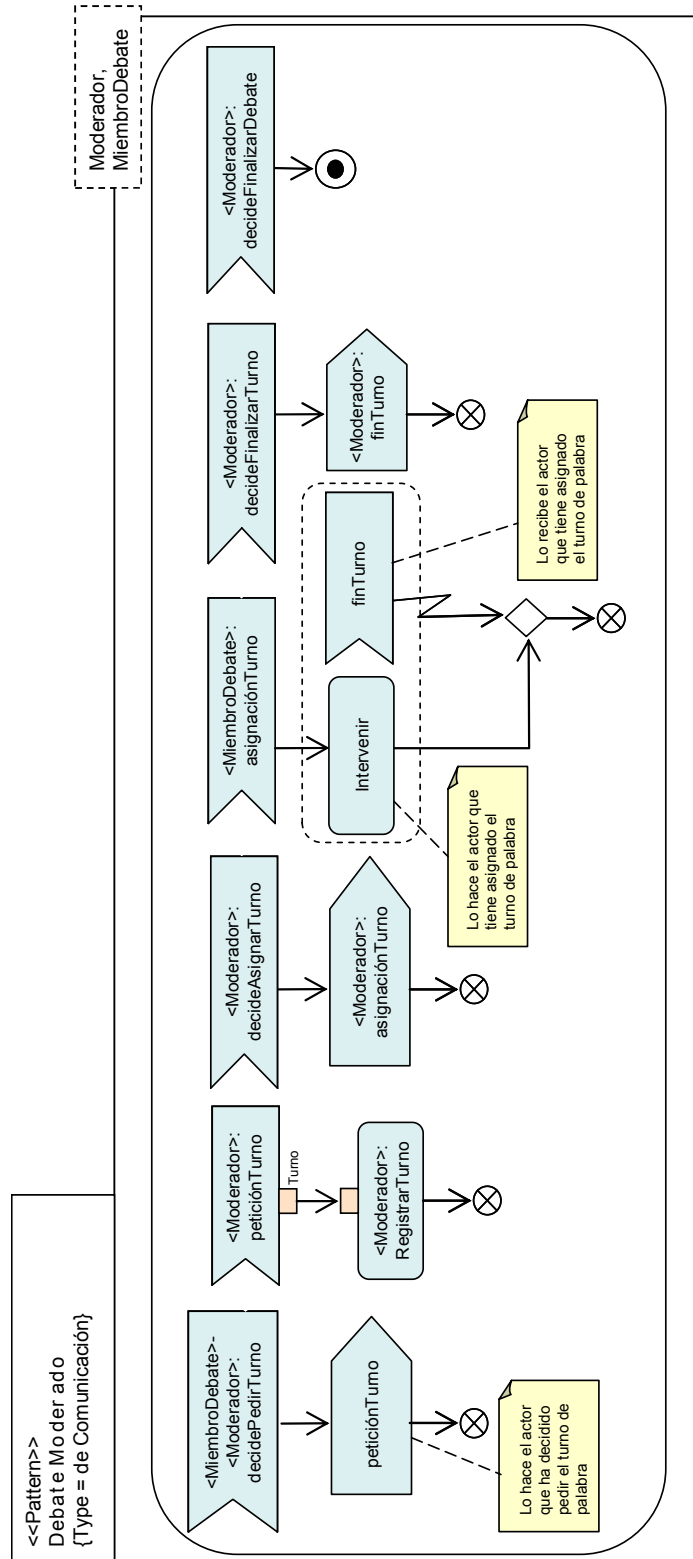 <<Pattern>>
Debate Moderado
{Type = de Comunicación}
Moderador,
MiembroDebate
<MiembroDebate>-
<Moderador>:
decidePedirTurno
peticiónTurno
Lo hace el actor
que ha decidido
pedir el turno de
palabra
<Moderador>:
peticiónTurno
Turno
<Moderador>:
RegistrarTurno
<Moderador>:
decideAsignarTurno
<Moderador>:
asignaciónTurno
<MiembroDebate>:
asignaciónTurno
Intervenir
finTurno
Lo hace el actor que
tiene asignado el
turno de palabra
Lo recibe el actor
que tiene asignado
el turno de palabra
<Moderador>:
decideFinalizarTurno
<Moderador>:
finTurno
<Moderador>:
decideFinalizarDebate